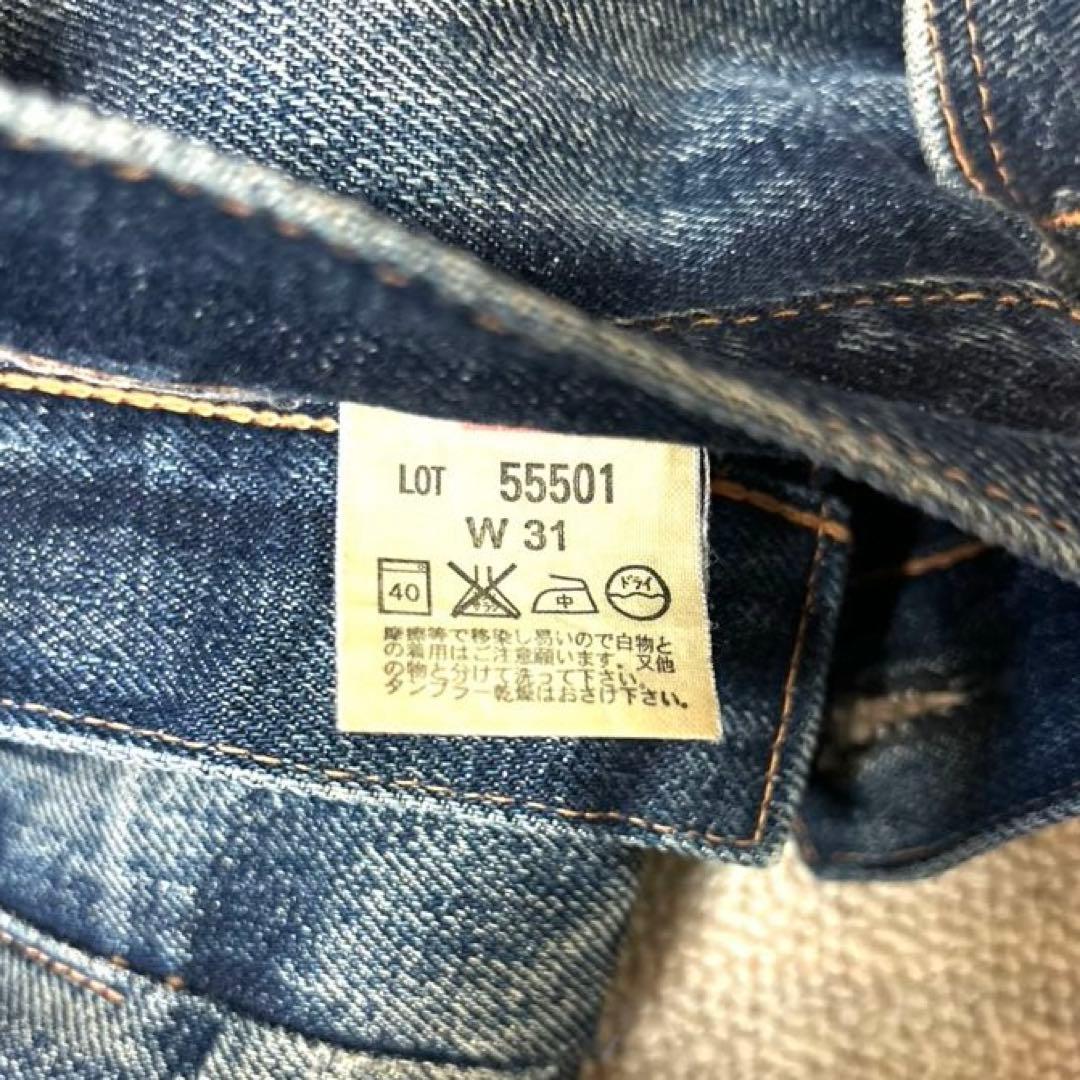 LOT 55501
W 31
40 中 ドライ
摩擦等で移染し易いので白物と
の着用はご注意願います。又他
の物と分けて洗って下さい。
タンブラー乾燥はおさけ下さい。